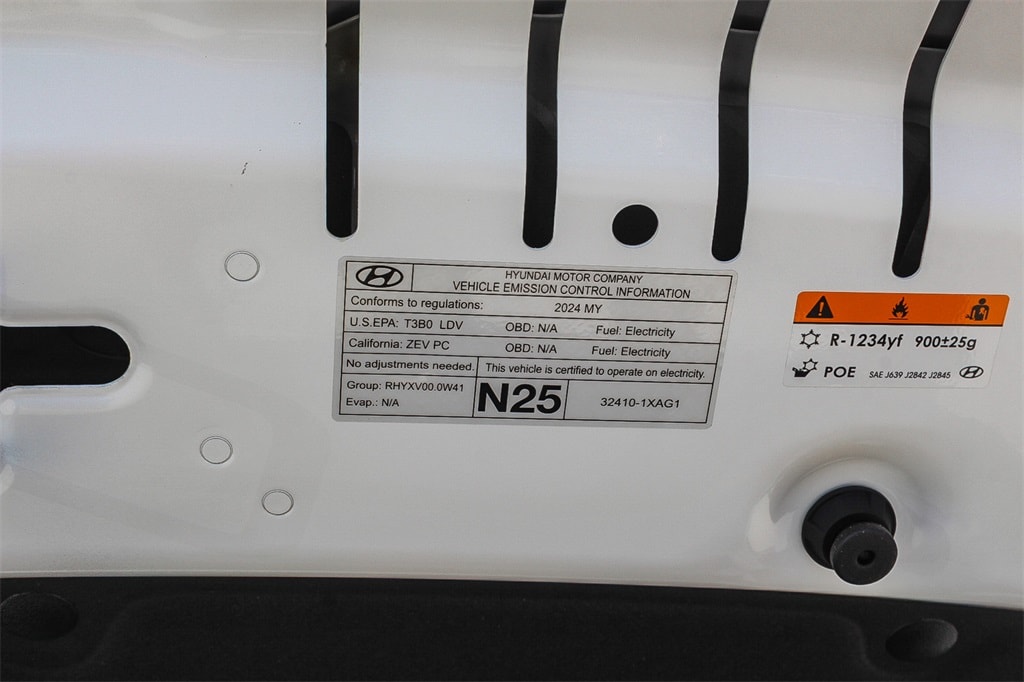 HYUNDAI MOTOR COMPANY
VEHICLE EMISSION CONTROL INFORMATION
Conforms to regulations: 2024 MY
U.S.EPA: T3B0 LDV OBD: N/A Fuel: Electricity
California: ZEV PC OBD: N/A Fuel: Electricity
No adjustments needed. This vehicle is certified to operate on electricity.
Group: RHYXV00.0W41
Evap.: N/A
N25
32410-1XAG1
R-1234yf 900±25g
POE SAE J639 J2842 J2845